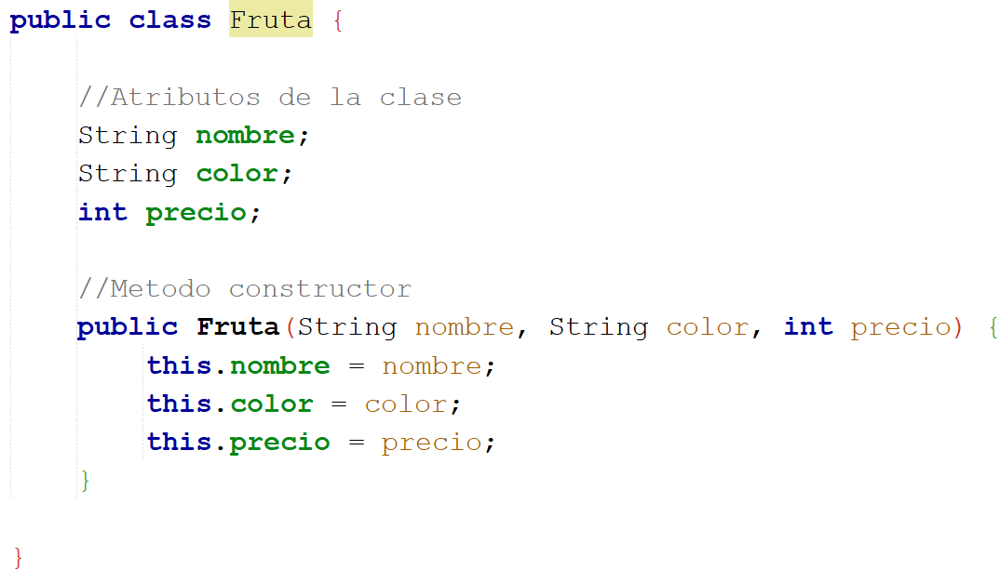 public class Fruta {
//Atributos de la clase
String nombre;
String color;
int precio;
//Metodo constructor
public Fruta(String nombre, String color, int precio) {
this.nombre = nombre;
this.color = color;
this.precio = precio;
}
}